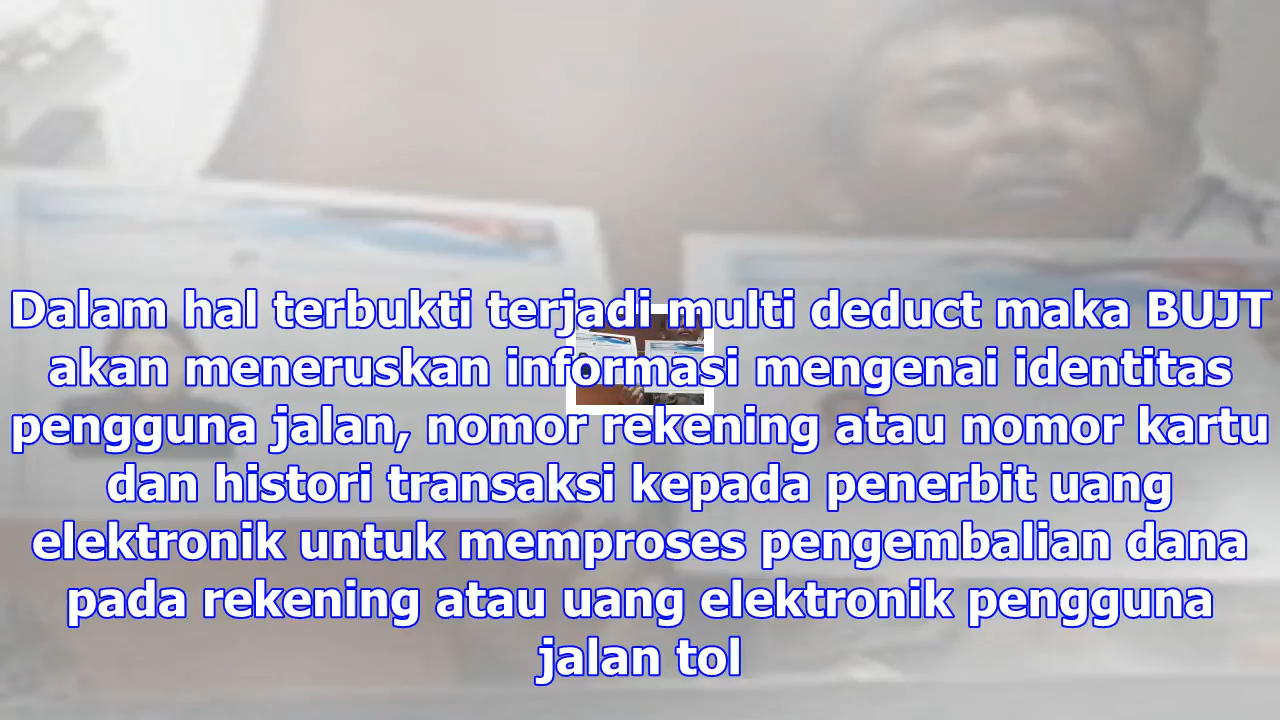 Dalam hal terbukti terjadi multi deduct maka BUJT
akan meneruskan informasi mengenai identitas
pengguna jalan, nomor rekening atau nomor kartu
dan histori transaksi kepada penerbit uang
elektronik untuk memproses pengembalian dana
pada rekening atau uang elektronik pengguna
jalan tol